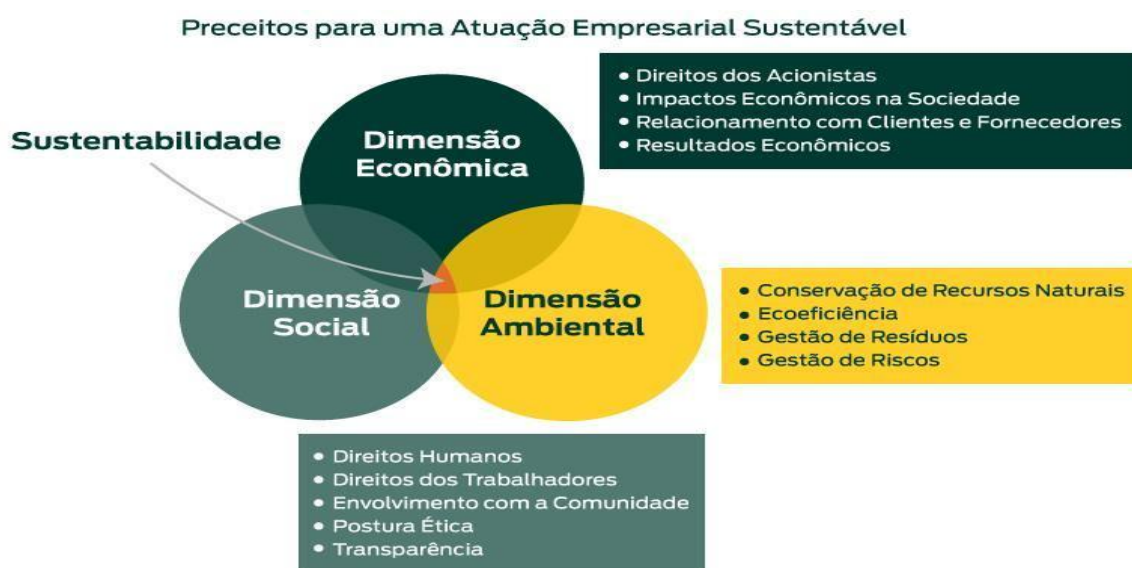 Preceitos para uma Atuação Empresarial Sustentável
Sustentabilidade
Dimensão
Econômica
• Direitos dos Acionistas
• Impactos Econômicos na Sociedade
• Relacionamento com Clientes e Fornecedores
• Resultados Econômicos
Dimensão
Social
Dimensão
Ambiental
• Conservação de Recursos Naturais
• Ecoeficiência
• Gestão de Resíduos
• Gestão de Riscos
• Direitos Humanos
• Direitos dos Trabalhadores
• Envolvimento com a Comunidade
• Postura Ética
• Transparência